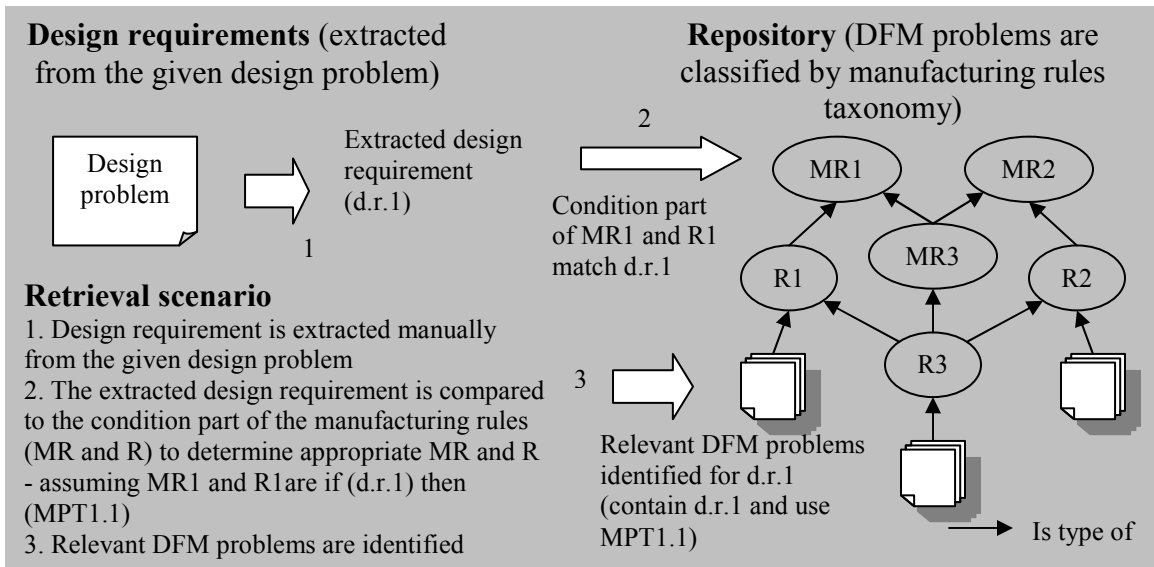 Design requirements (extracted
from the given design problem)
Design
problem
1
Extracted design
requirement
(d.r.1)
2
Condition part
of MR1 and R1
match d.r.1
Retrieval scenario
1. Design requirement is extracted manually
from the given design problem
2. The extracted design requirement is compared
to the condition part of the manufacturing rules
(MR and R) to determine appropriate MR and R
- assuming MR1 and R1are if (d.r.1) then
(MPT1.1)
3. Relevant DFM problems are identified
3
Relevant DFM problems
identified for d.r.1
(contain d.r.1 and use
MPT1.1)
Repository (DFM problems are
classified by manufacturing rules
taxonomy)
MR1
MR2
MR3
R1
R2
R3
Is type of